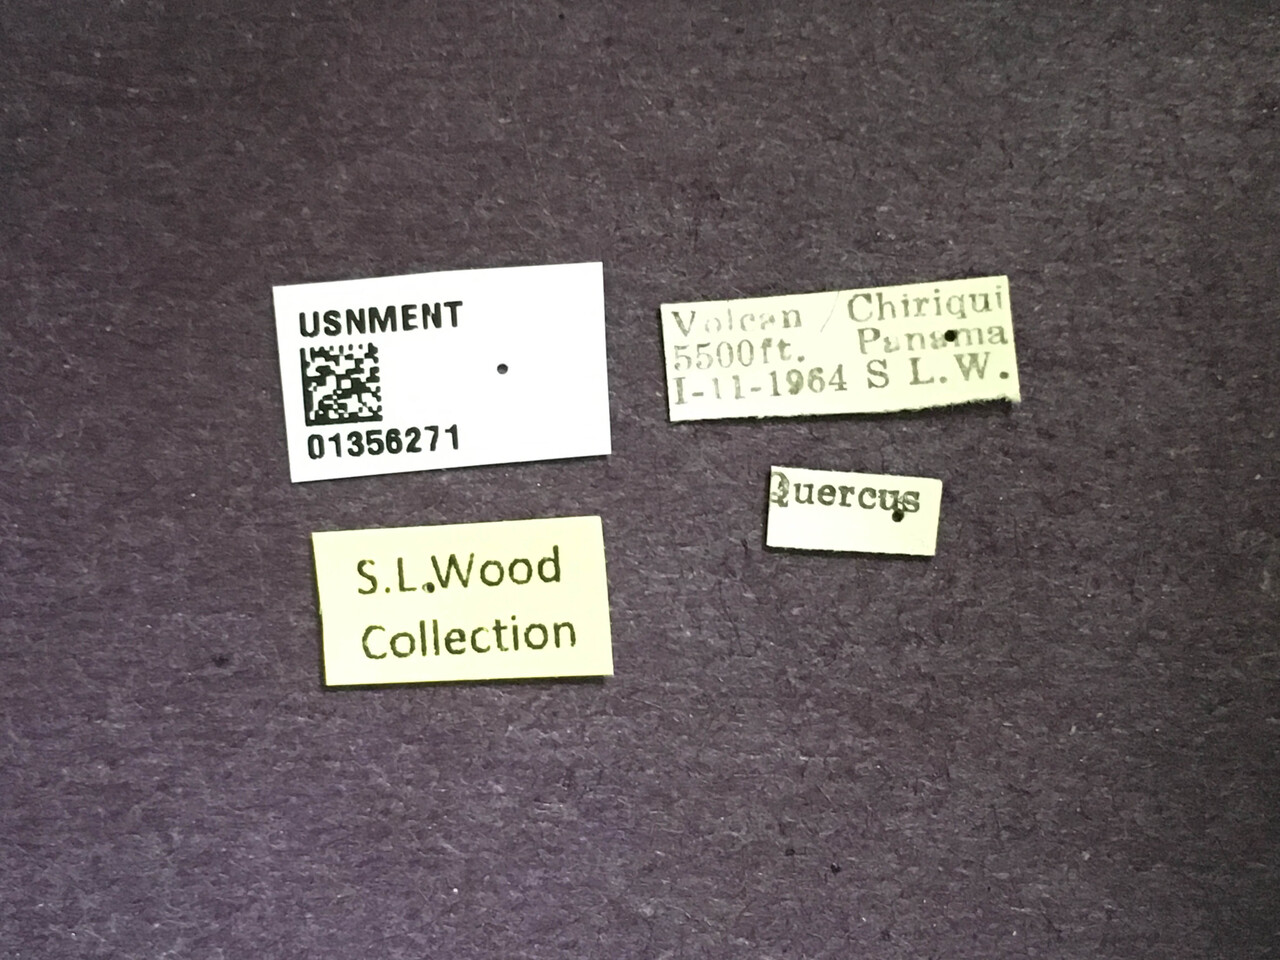 USNMENT
01356271
Volcan Chiriqui
5500ft. Panama
I-11-1964 S L.W.
Quercus
S.L.Wood
Collection